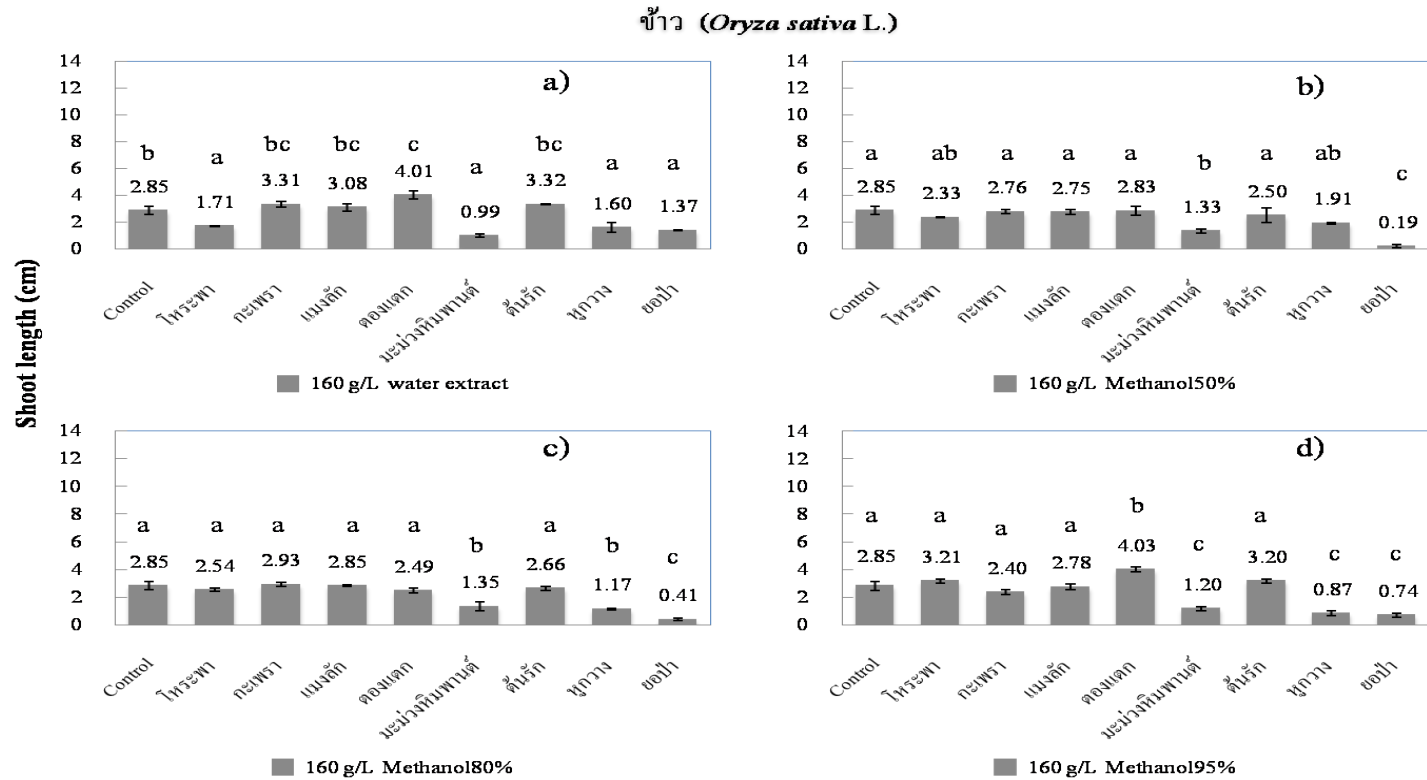 ข้าว (Oryza sativa L.)
Shoot length (cm)
a)
14
12
10
8
6
4
2
0
b a bc bc c a bc a a
2.85 1.71 3.31 3.08 4.01 0.99 3.32 1.60 1.37
Control โหระพา กะเพรา แมงลัก ตองแตก มะม่วงหิมพานต์ ต้นรัก หูกวาง ยอป่า
160 g/L water extract
b)
14
12
10
8
6
4
2
0
a ab a a a b a ab c
2.85 2.33 2.76 2.75 2.83 1.33 2.50 1.91 0.19
Control โหระพา กะเพรา แมงลัก ตองแตก มะม่วงหิมพานต์ ต้นรัก หูกวาง ยอป่า
160 g/L Methanol50%
c)
14
12
10
8
6
4
2
0
a a a a a b a b c
2.85 2.54 2.93 2.85 2.49 1.35 2.66 1.17 0.41
Control โหระพา กะเพรา แมงลัก ตองแตก มะม่วงหิมพานต์ ต้นรัก หูกวาง ยอป่า
160 g/L Methanol80%
d)
14
12
10
8
6
4
2
0
a a a a b c a c c
2.85 3.21 2.40 2.78 4.03 1.20 3.20 0.87 0.74
Control โหระพา กะเพรา แมงลัก ตองแตก มะม่วงหิมพานต์ ต้นรัก หูกวาง ยอป่า
160 g/L Methanol95%